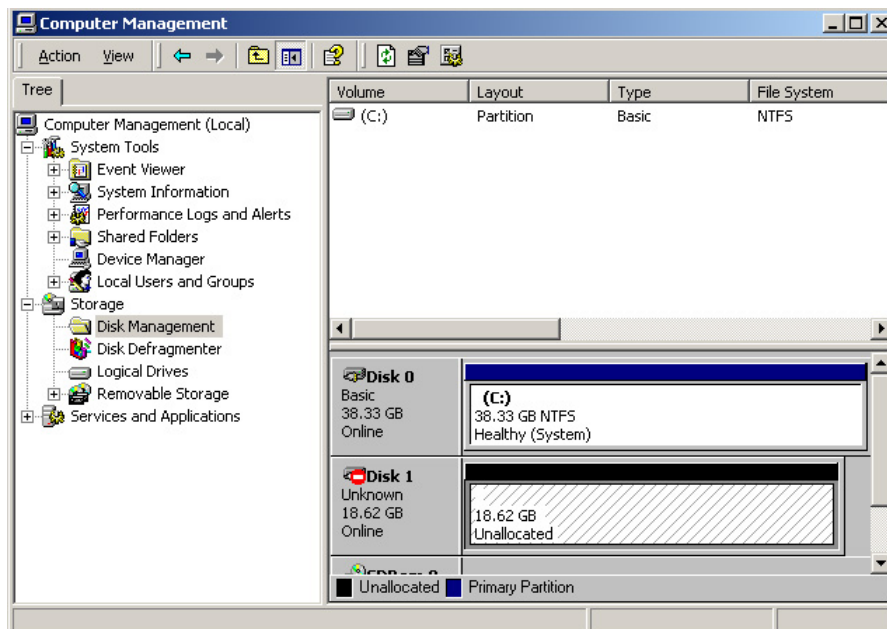 Computer Management
Action View
Tree
Computer Management (Local)
System Tools
Event Viewer
System Information
Performance Logs and Alerts
Shared Folders
Device Manager
Local Users and Groups
Storage
Disk Management
Disk Defragmenter
Logical Drives
Removable Storage
Services and Applications
Volume Layout Type File System
(C:) Partition Basic NTFS
Disk 0
Basic
38.33 GB
Online
(C:)
38.33 GB NTFS
Healthy (System)
Disk 1
Unknown
18.62 GB
Online
18.62 GB
Unallocated
Unallocated Primary Partition